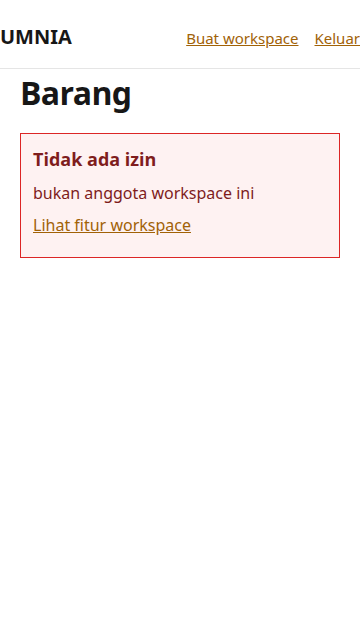 UMNIA
Buat workspace Keluar
Barang
Tidak ada izin
bukan anggota workspace ini
Lihat fitur workspace